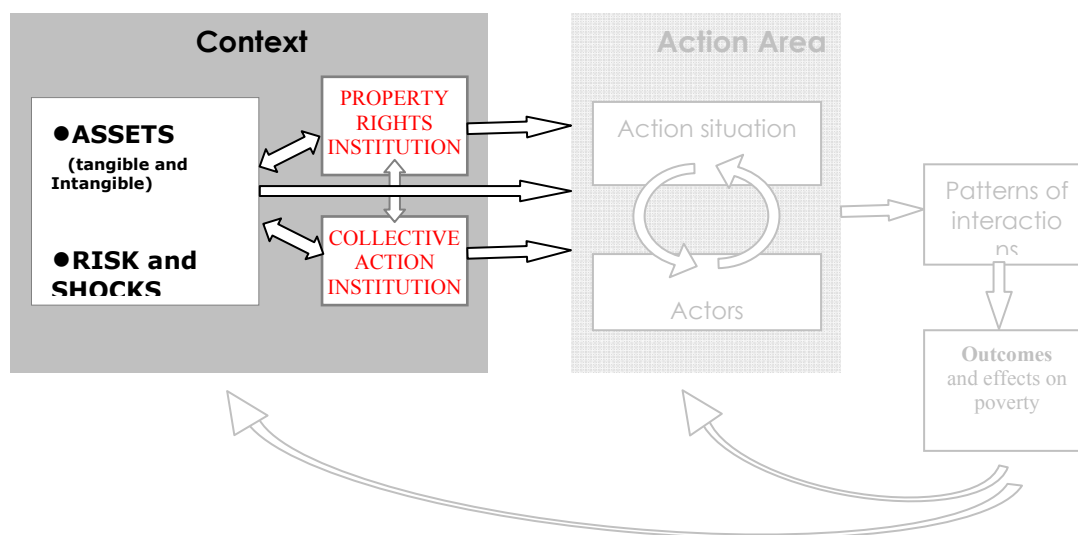 Context
●ASSETS
(tangible and
Intangible)
●RISK and
SHOCKS
PROPERTY
RIGHTS
INSTITUTION
COLLECTIVE
ACTION
INSTITUTION
Action Area
Action situation
Actors
Patterns of
interactio
ns
Outcomes
and effects on
poverty